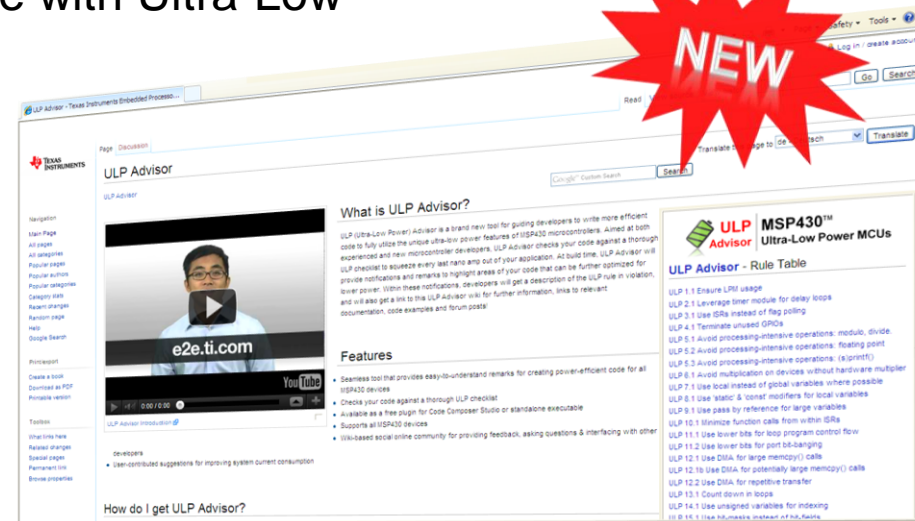 e with Ultra-Low
NEW
Safety
Tools
ULP Advisor - Texas Instruments Embedded Processo...
Log in / create account
Go
Search
Read
Page
Discussion
Translate
page to
de
tsch
Translate
TEXAS
INSTRUMENTS
ULP Advisor
Google™ Custom Search
Search
ULP Advisor
Navigation
Main Page
All pages
All categories
Popular pages
Popular authors
Popular categories
Category stats
Recent changes
Random page
Help
Google Search
Print/export
Create a book
Download as PDF
Printable version
Toolbox
What links here
Related changes
Special pages
Permanent link
Browse properties
e2e.ti.com
YouTube
0:00 / 0:00
ULP Advisor Introduction
What is ULP Advisor?
ULP (Ultra-Low Power) Advisor is a brand new tool for guiding developers to write more efficient
code to fully utilize the unique ultra-low power features of MSP430 microcontrollers. Aimed at both
experienced and new microcontroller developers, ULP Advisor checks your code against a thorough
ULP checklist to squeeze every last nano amp out of your application. At build time, ULP Advisor will
provide notifications and remarks to highlight areas of your code that can be further optimized for
lower power. Within these notifications, developers will get a description of the ULP rule in violation,
and will also get a link to this ULP Advisor wiki for further information, links to relevant
documentation, code examples and forum posts!
Features
Seamless tool that provides easy-to-understand remarks for creating power-efficient code for all
MSP430 devices
Checks your code against a thorough ULP checklist
Available as a free plugin for Code Composer Studio or standalone executable
Supports all MSP430 devices
Wiki-based social online community for providing feedback, asking questions & interfacing with other
developers
User-contributed suggestions for improving system current consumption
How do I get ULP Advisor?
ULP
Advisor
MSP430™
Ultra-Low Power MCUs
ULP Advisor - Rule Table
ULP 1.1 Ensure LPM usage
ULP 2.1 Leverage timer module for delay loops
ULP 3.1 Use ISRs instead of flag polling
ULP 4.1 Terminate unused GPIOs
ULP 5.1 Avoid processing-intensive operations: modulo, divide.
ULP 5.2 Avoid processing-intensive operations: floating point
ULP 5.3 Avoid processing-intensive operations: (s)printf()
ULP 6.1 Avoid multiplication on devices without hardware multiplier
ULP 7.1 Use local instead of global variables where possible
ULP 8.1 Use 'static' & 'const' modifiers for local variables
ULP 9.1 Use pass by reference for large variables
ULP 10.1 Minimize function calls from within ISRs
ULP 11.1 Use lower bits for loop program control flow
ULP 11.2 Use lower bits for port bit-banging
ULP 12.1 Use DMA for large memcpy() calls
ULP 12.1b Use DMA for potentially large memcpy() calls
ULP 12.2 Use DMA for repetitive transfer
ULP 13.1 Count down in loops
ULP 14.1 Use unsigned variables for indexing
ULP 15.1 Use bit-masks instead of bit-fields